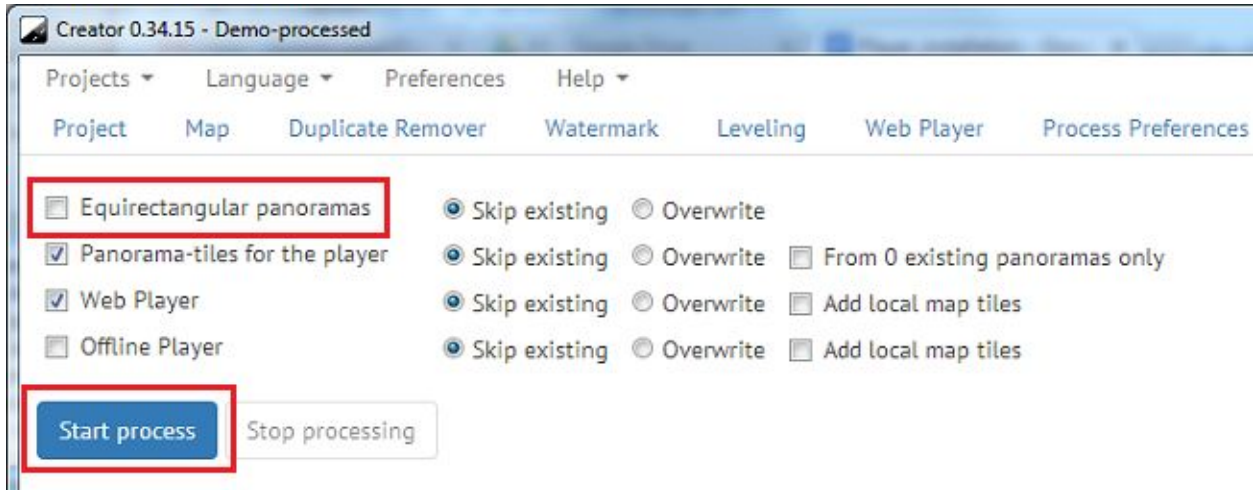 Creator 0.34.15 - Demo-processed
Projects Language Preferences Help
Project Map Duplicate Remover Watermark Leveling Web Player Process Preferences
Equirectangular panoramas Skip existing Overwrite
Panorama-tiles for the player Skip existing Overwrite From 0 existing panoramas only
Web Player Skip existing Overwrite Add local map tiles
Offline Player Skip existing Overwrite Add local map tiles
Start process Stop processing